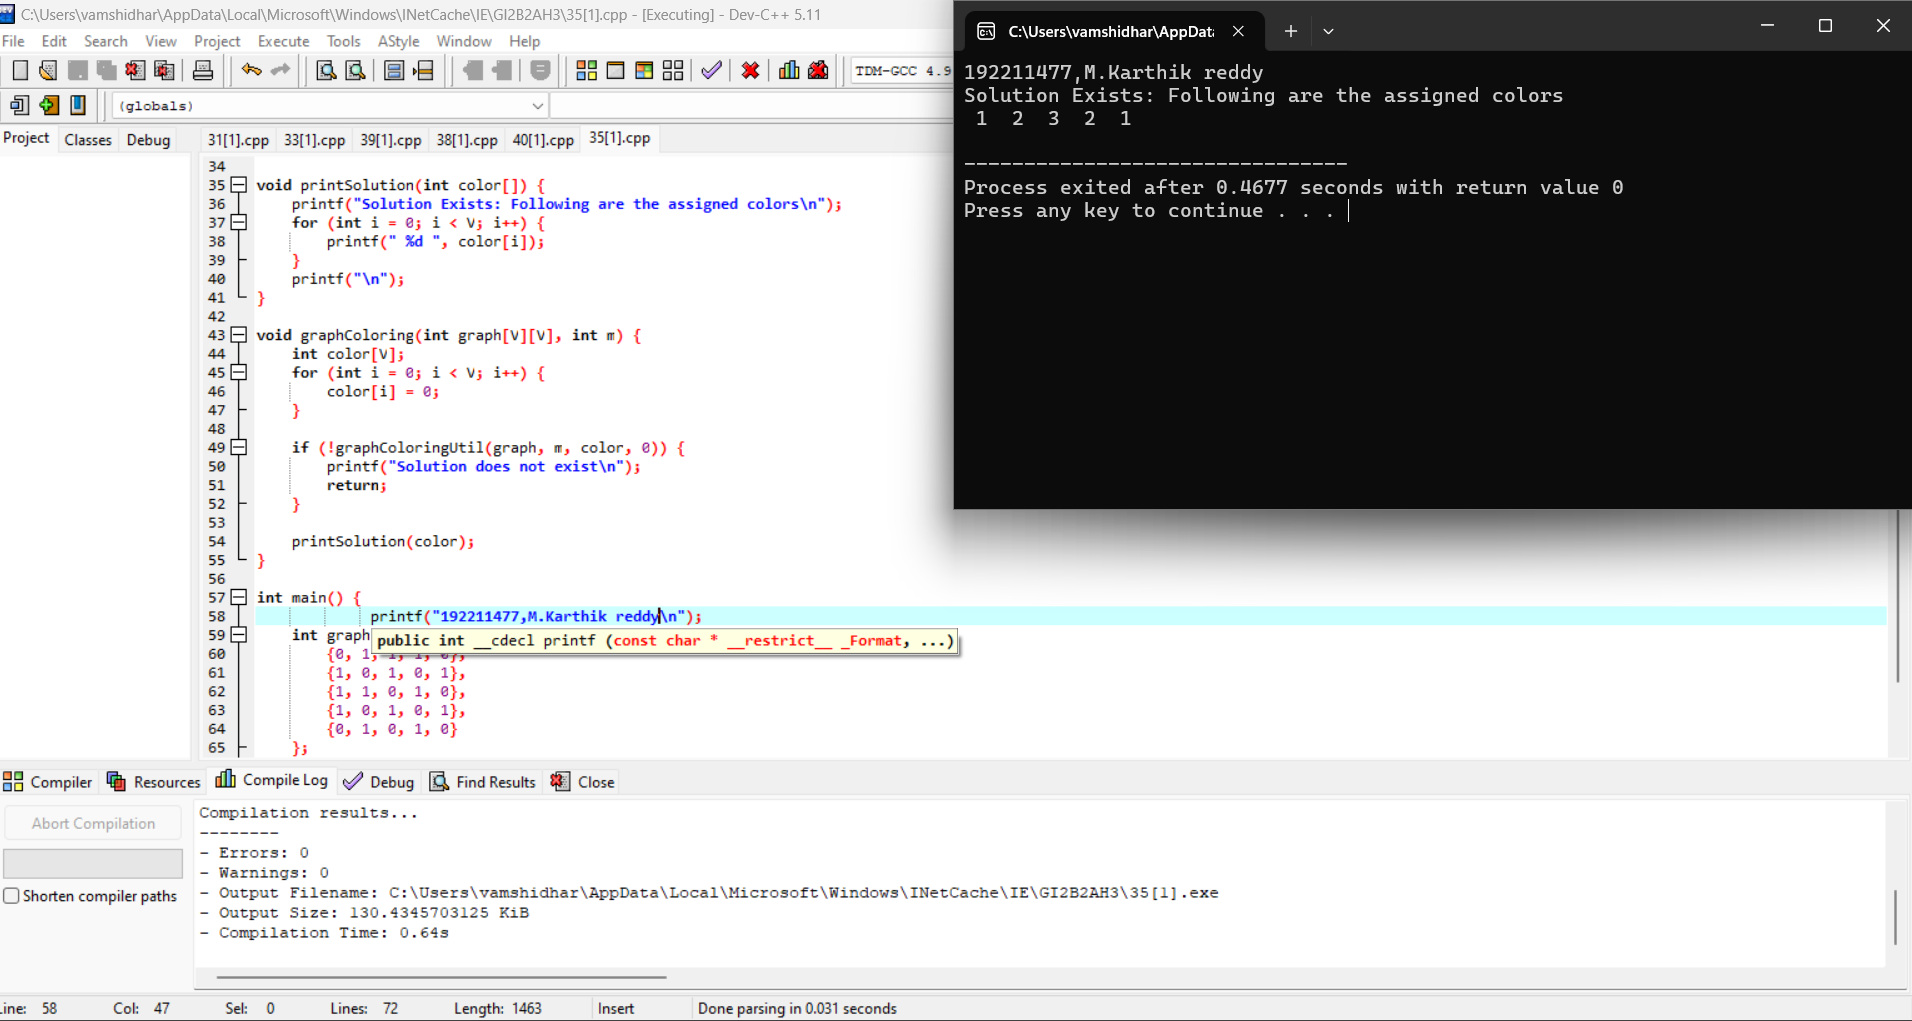 C:\Users\vamshidhar\AppData\Local\Microsoft\Windows\INetCache\IE\GI2B2AH3\35[1].cpp - [Executing] - Dev-C++ 5.11
File Edit Search View Project Execute Tools AStyle Window Help
TDM-GCC 4.9
(globals)
Project Classes Debug
31[1].cpp 33[1].cpp 39[1].cpp 38[1].cpp 40[1].cpp 35[1].cpp
34
35 void printSolution(int color[]) {
36 printf("Solution Exists: Following are the assigned colors\n");
37 for (int i = 0; i < V; i++) {
38 printf(" %d ", color[i]);
39 }
40 printf("\n");
41 }
42
43 void graphColoring(int graph[V][V], int m) {
44 int color[V];
45 for (int i = 0; i < V; i++) {
46 color[i] = 0;
47 }
48
49 if (!graphColoringUtil(graph, m, color, 0)) {
50 printf("Solution does not exist\n");
51 return;
52 }
53
54 printSolution(color);
55 }
56
57 int main() {
58 printf("192211477,M.Karthik reddy\n");
59 int graph
public int __cdecl printf (const char * __restrict__ _Format, ...)
60 {0, 1, 1, 1, 0},
61 {1, 0, 1, 0, 1},
62 {1, 1, 0, 1, 0},
63 {1, 0, 1, 0, 1},
64 {0, 1, 0, 1, 0}
65 };
C:\Users\vamshidhar\AppData
192211477,M.Karthik reddy
Solution Exists: Following are the assigned colors
1 2 3 2 1
--------------------------------
Process exited after 0.4677 seconds with return value 0
Press any key to continue . . .
Compiler Resources Compile Log Debug Find Results Close
Abort Compilation
Shorten compiler paths
Compilation results...
--------
- Errors: 0
- Warnings: 0
- Output Filename: C:\Users\vamshidhar\AppData\Local\Microsoft\Windows\INetCache\IE\GI2B2AH3\35[1].exe
- Output Size: 130.4345703125 KiB
- Compilation Time: 0.64s
Line: 58 Col: 47 Sel: 0 Lines: 72 Length: 1463 Insert Done parsing in 0.031 seconds